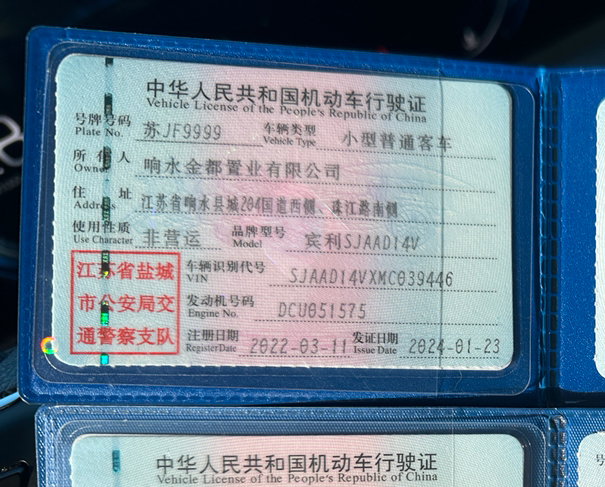 中华人民共和国机动车行驶证
Vehicle License of the People's Republic of China
号牌号码 苏JF9999 车辆类型 小型普通客车
Plate No. Vehicle Type
所有人 响水金都置业有限公司
Owner
住址 江苏省响水县城204国道西侧、珠江路南侧
Address
使用性质 非营运 品牌型号 宾利SJAAD14V
Use Character Model
江苏省盐城
市公安局交
通警察支队
车辆识别代号 SJAAD14VXMC039446
VIN
发动机号码 DCU051575
Engine No.
注册日期 2022-03-11 发证日期 2024-01-23
Register Date Issue Date
中华人民共和国机动车行驶证
Vehicle License of the People's Republic of China
号